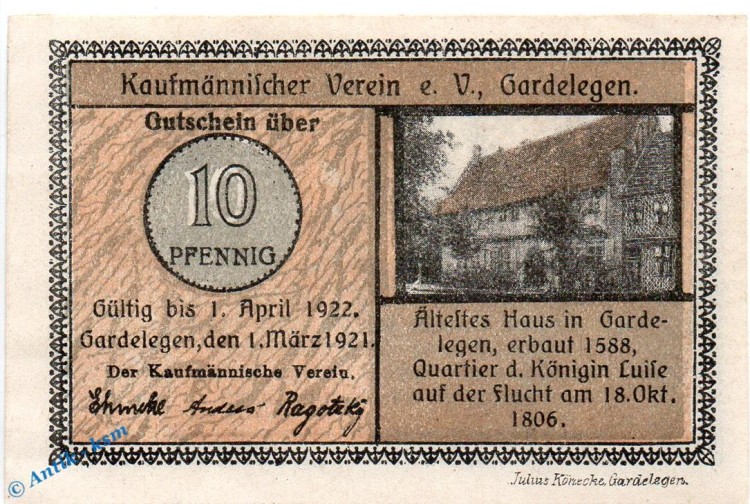 Kaufmännischer Verein e. V., Gardelegen.
Gutschein über
10
PFENNIG
Gültig bis 1. April 1922.
Gardelegen, den 1. März 1921.
Der Kaufmännische Verein.
Anders Ragotzky
Ältestes Haus in Garde-
legen, erbaut 1588,
Quartier d. Königin Luise
auf der Flucht am 18. Okt.
1806.
Julius Könecke, Gardelegen.